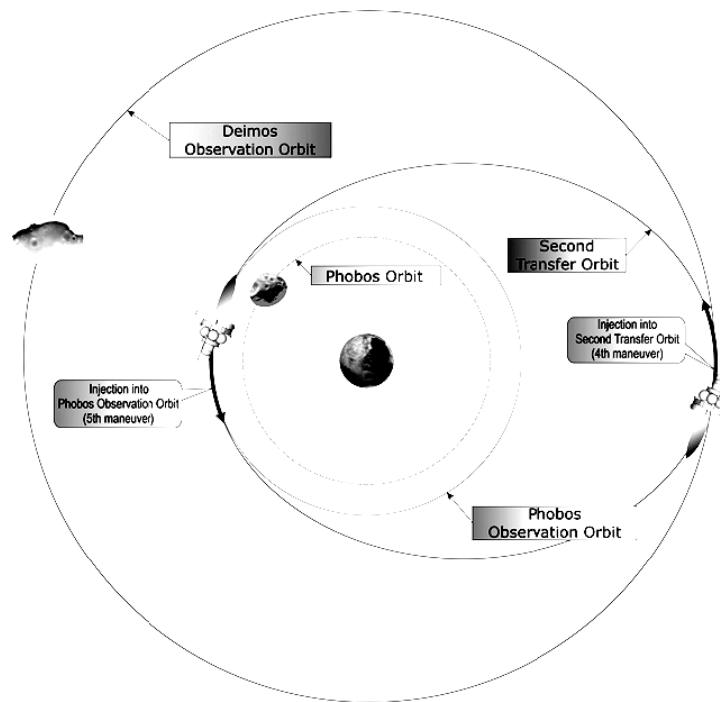 Deimos
Observation Orbit
Second
Transfer Orbit
Phobos Orbit
Injection into
Second Transfer Orbit
(4th maneuver)
Injection into
Phobos Observation Orbit
(5th maneuver)
Phobos
Observation Orbit